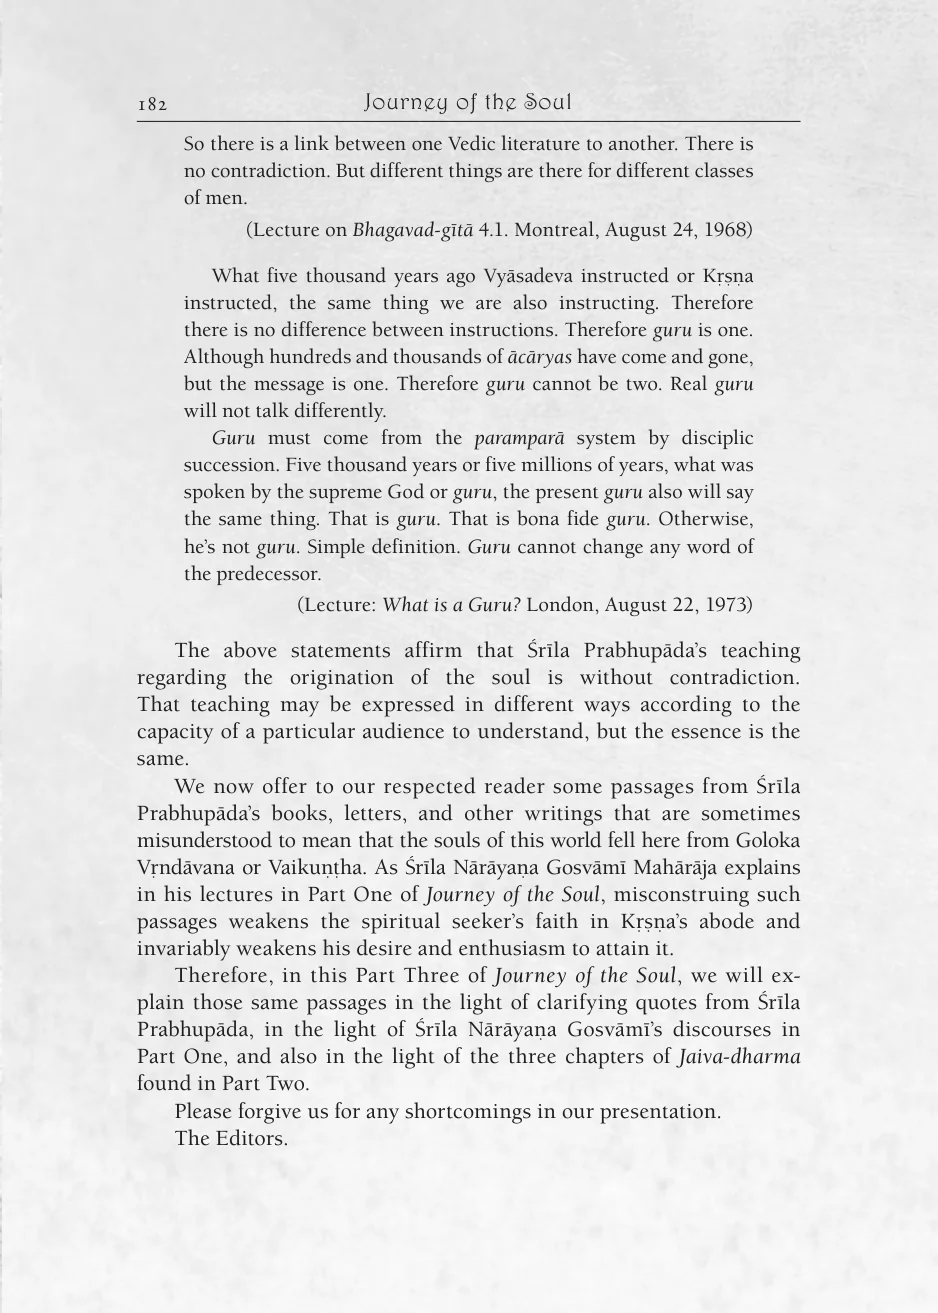 182
Journey of the Soul
So there is a link between one Vedic literature to another. There is
no contradiction. But different things are there for different classes
of men.
(Lecture on Bhagavad-gītā 4.1. Montreal, August 24, 1968)
What five thousand years ago Vyāsadeva instructed or Kṛṣṇa
instructed, the same thing we are also instructing. Therefore
there is no difference between instructions. Therefore guru is one.
Although hundreds and thousands of ācāryas have come and gone,
but the message is one. Therefore guru cannot be two. Real guru
will not talk differently.
Guru must come from the paramparā system by disciplic
succession. Five thousand years or five millions of years, what was
spoken by the supreme God or guru, the present guru also will say
the same thing. That is guru. That is bona fide guru. Otherwise,
he’s not guru. Simple definition. Guru cannot change any word of
the predecessor.
(Lecture: What is a Guru? London, August 22, 1973)
The above statements affirm that Śrīla Prabhupāda’s teaching
regarding the origination of the soul is without contradiction.
That teaching may be expressed in different ways according to the
capacity of a particular audience to understand, but the essence is the
same.
We now offer to our respected reader some passages from Śrīla
Prabhupāda’s books, letters, and other writings that are sometimes
misunderstood to mean that the souls of this world fell here from Goloka
Vṛndāvana or Vaikuṇṭha. As Śrīla Nārāyaṇa Gosvāmī Mahārāja explains
in his lectures in Part One of Journey of the Soul, misconstruing such
passages weakens the spiritual seeker’s faith in Kṛṣṇa’s abode and
invariably weakens his desire and enthusiasm to attain it.
Therefore, in this Part Three of Journey of the Soul, we will ex-
plain those same passages in the light of clarifying quotes from Śrīla
Prabhupāda, in the light of Śrīla Nārāyaṇa Gosvāmī’s discourses in
Part One, and also in the light of the three chapters of Jaiva-dharma
found in Part Two.
Please forgive us for any shortcomings in our presentation.
The Editors.